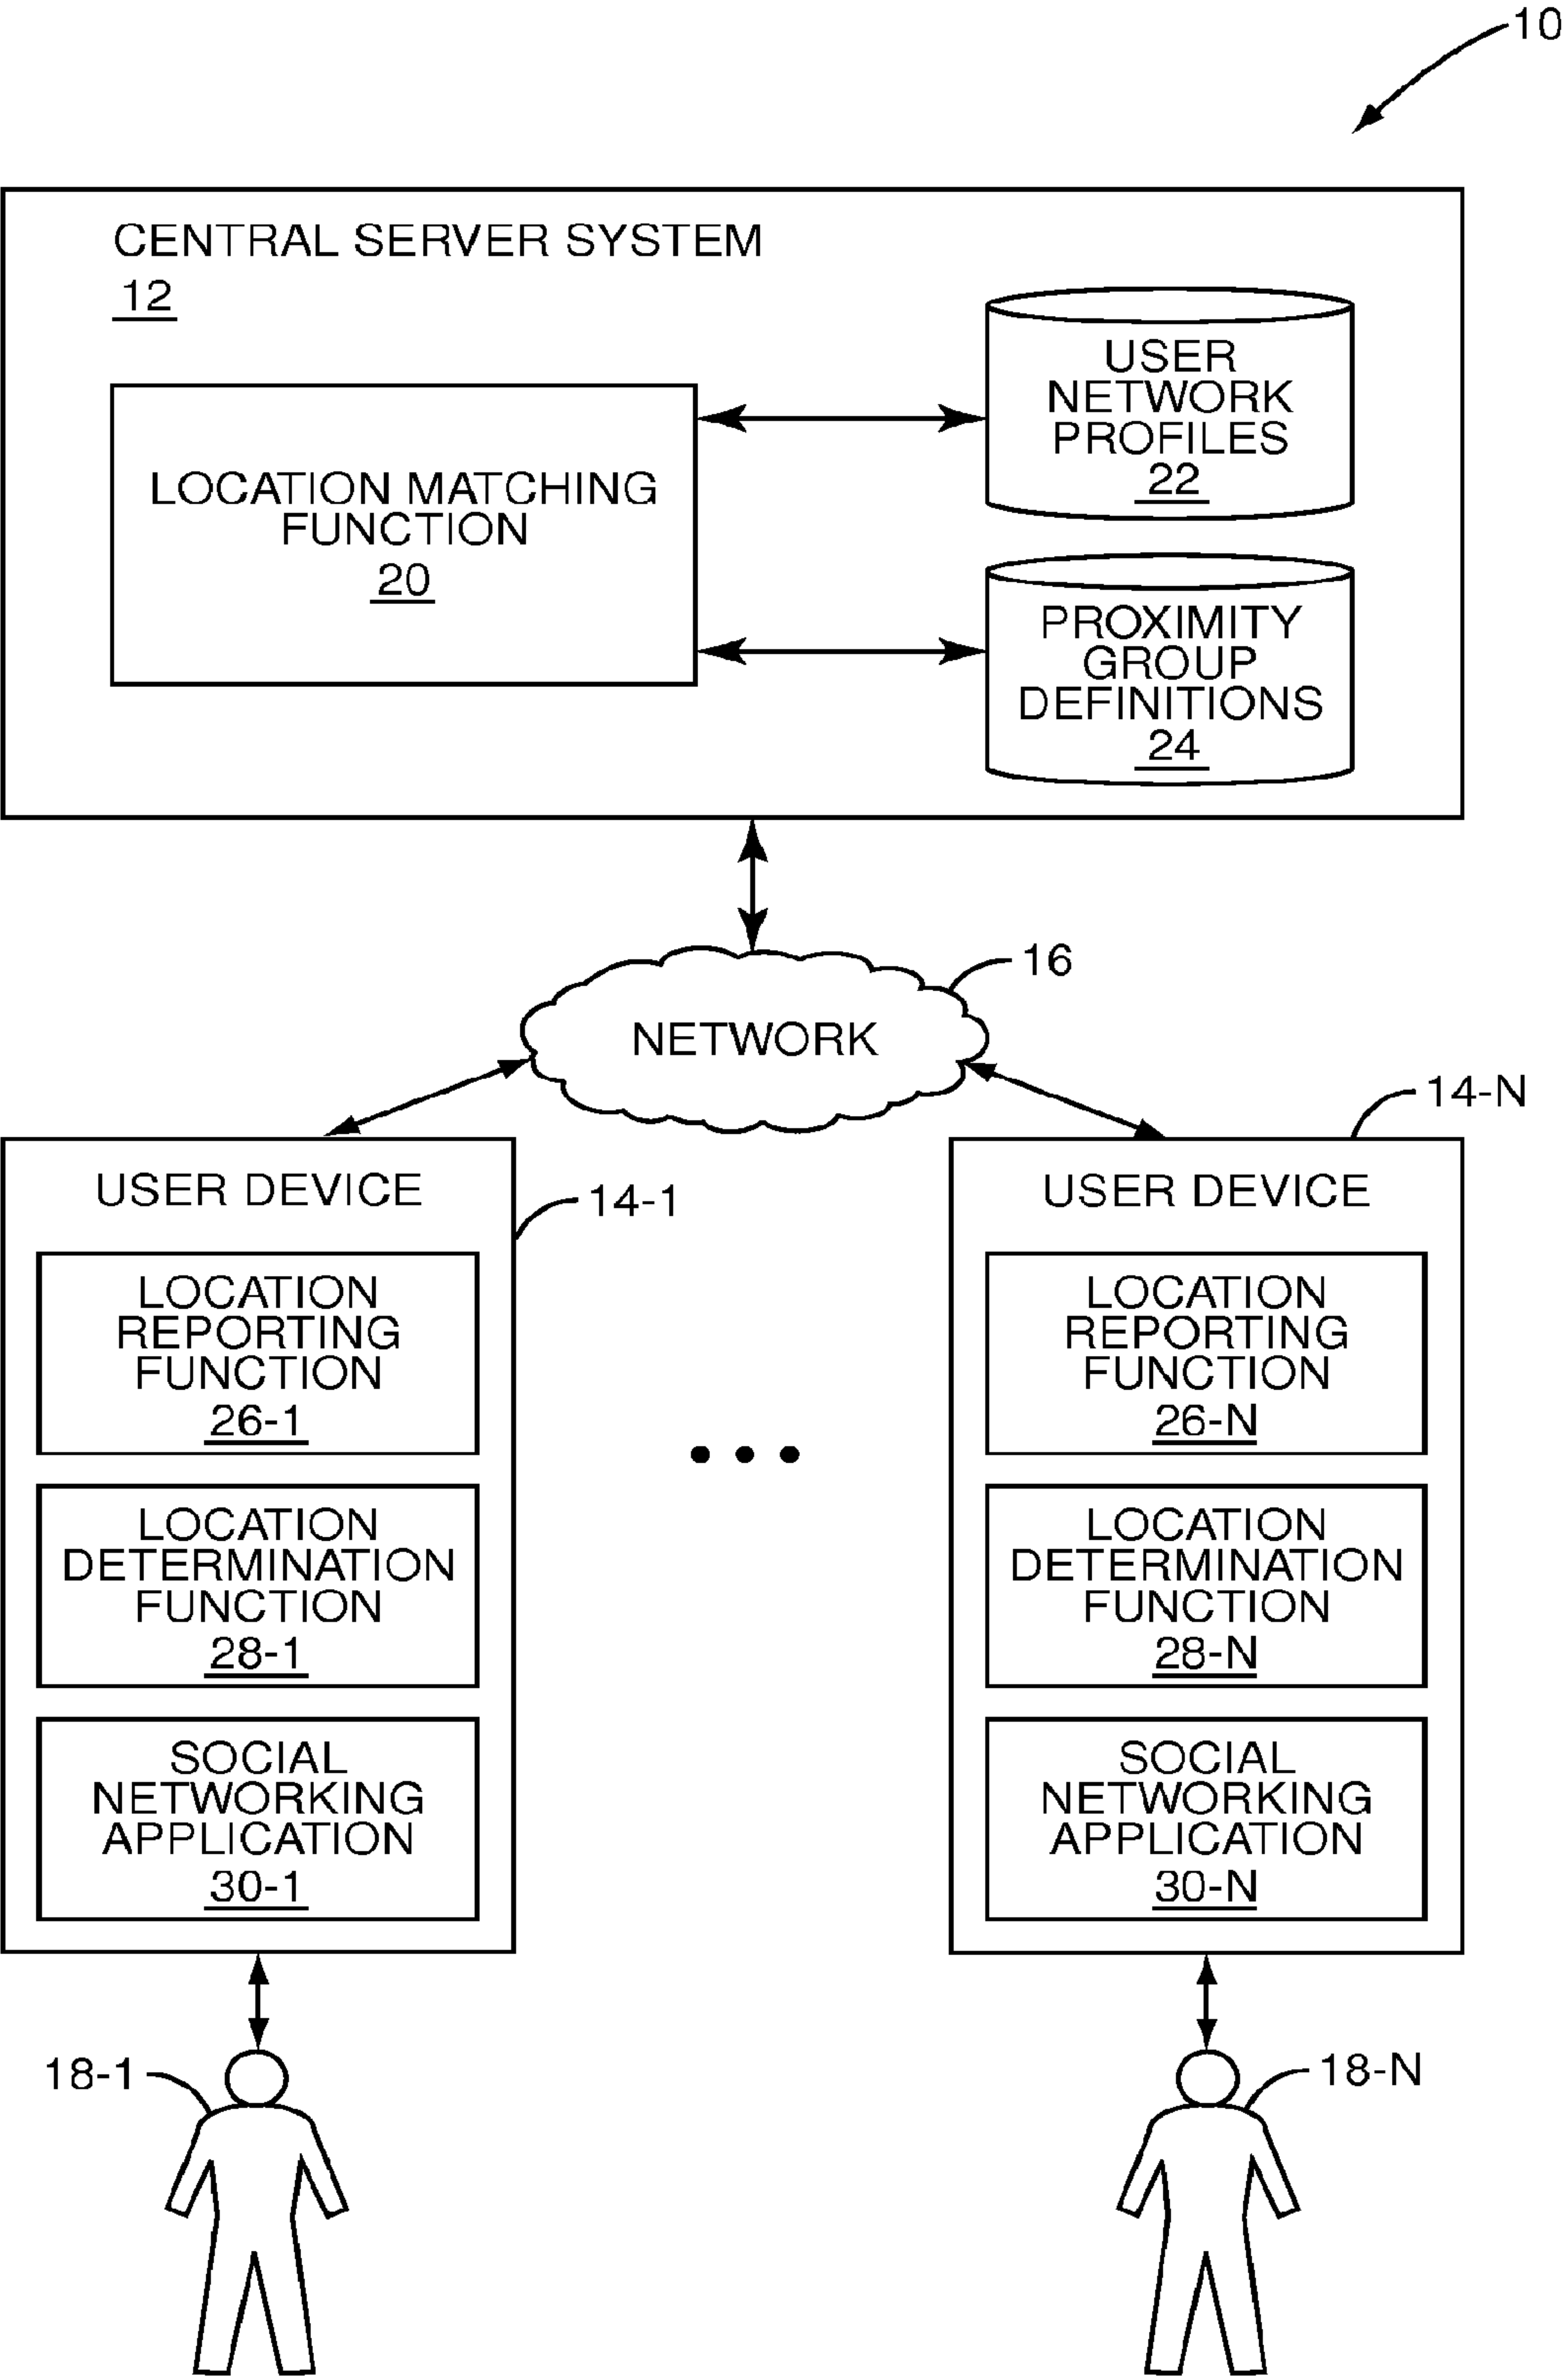 10
CENTRAL SERVER SYSTEM
12
LOCATION MATCHING
FUNCTION
20
USER
NETWORK
PROFILES
22
PROXIMITY
GROUP
DEFINITIONS
24
NETWORK
16
USER DEVICE
14-1
LOCATION
REPORTING
FUNCTION
26-1
LOCATION
DETERMINATION
FUNCTION
28-1
SOCIAL
NETWORKING
APPLICATION
30-1
18-1
14-N
USER DEVICE
LOCATION
REPORTING
FUNCTION
26-N
LOCATION
DETERMINATION
FUNCTION
28-N
SOCIAL
NETWORKING
APPLICATION
30-N
18-N